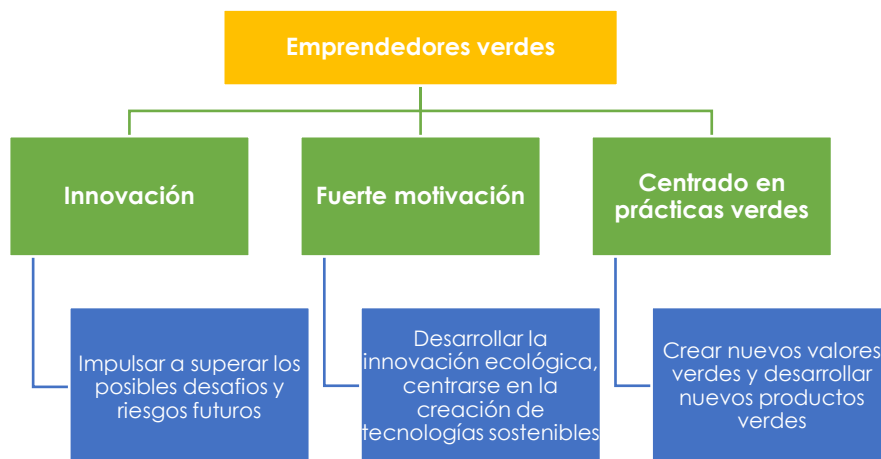 Emprendedores verdes
Innovación
Fuerte motivación
Centrado en
prácticas verdes
Impulsar a superar los
posibles desafios y
riesgos futuros
Desarrollar la
innovación ecológica,
centrarse en la
creación de
tecnologías sostenibles
Crear nuevos valores
verdes y desarrollar
nuevos productos
verdes